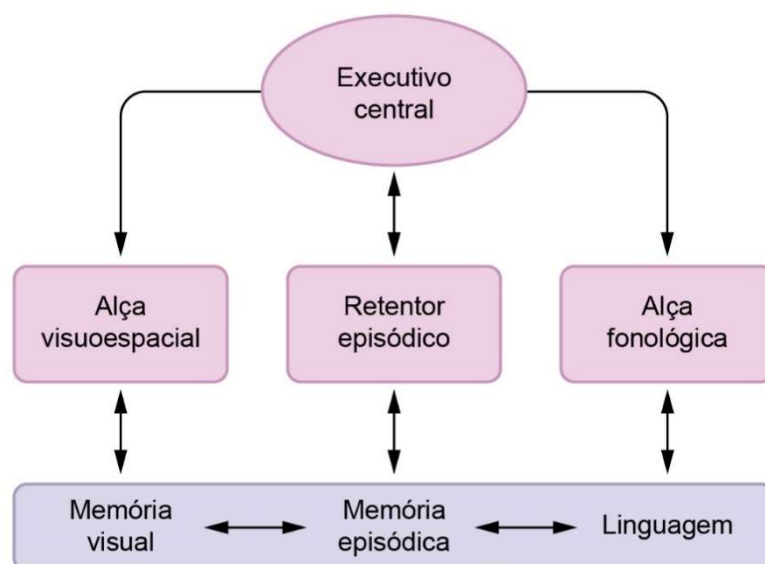 Executivo
central
Alça
visuoespacial
Retentor
episódico
Alça
fonológica
Memória
visual
Memória
episódica
Linguagem